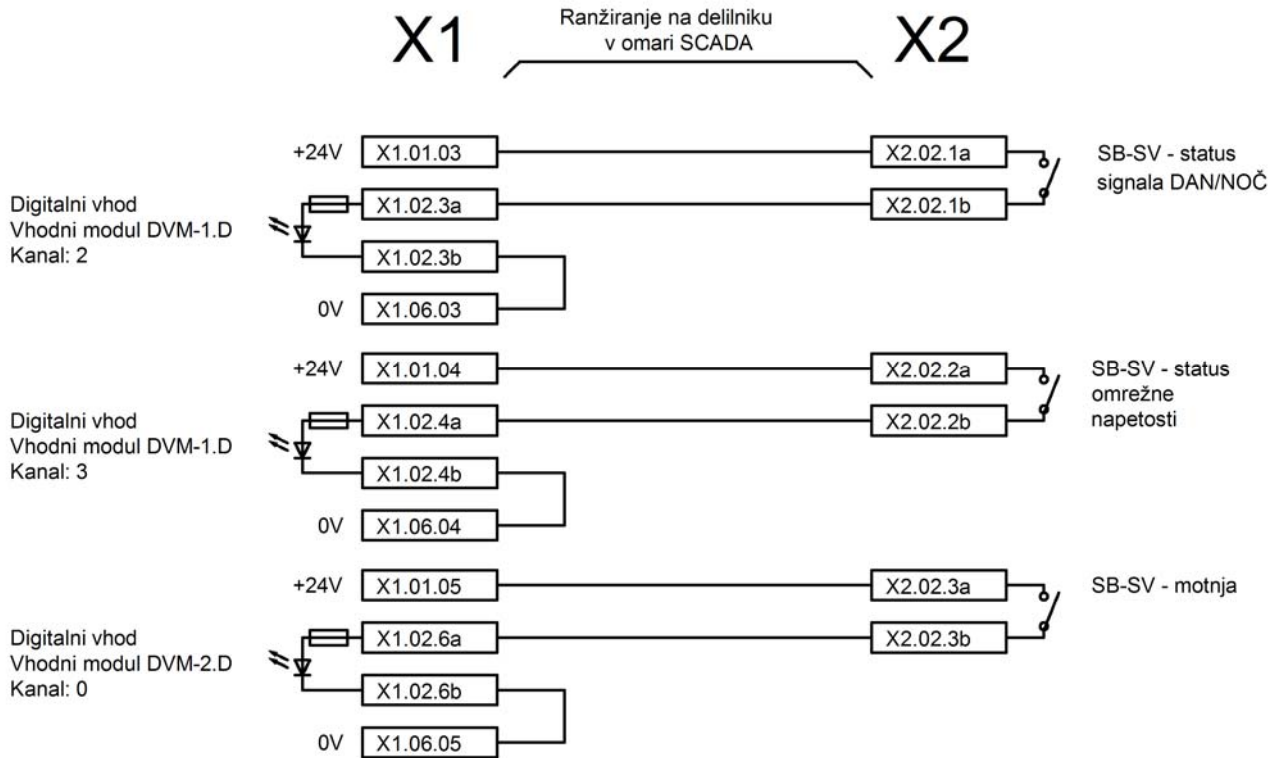 X1
Ranžiranje na delilniku
v omari SCADA
X2
+24V
X1.01.03
X2.02.1a
SB-SV - status
signala DAN/NOČ
Digitalni vhod
Vhodni modul DVM-1.D
Kanal: 2
X1.02.3a
X2.02.1b
X1.02.3b
0V
X1.06.03
+24V
X1.01.04
X2.02.2a
SB-SV - status
omrežne
napetosti
Digitalni vhod
Vhodni modul DVM-1.D
Kanal: 3
X1.02.4a
X2.02.2b
X1.02.4b
0V
X1.06.04
+24V
X1.01.05
X2.02.3a
SB-SV - motnja
Digitalni vhod
Vhodni modul DVM-2.D
Kanal: 0
X1.02.6a
X2.02.3b
X1.02.6b
0V
X1.06.05